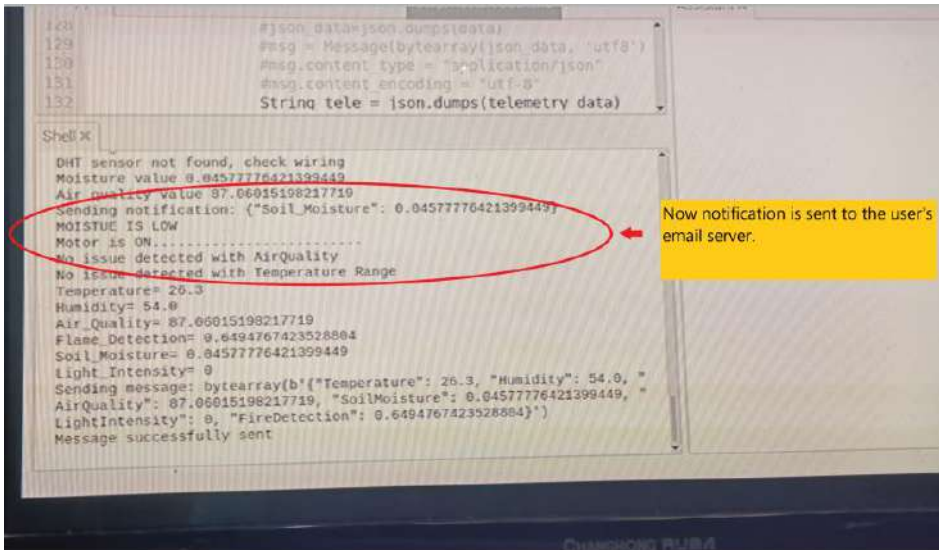 128 #json_data=json.dumps(data)
129 #msg = Message(bytearray(json_data, 'utf8')
130 #msg.content_type = "application/json"
131 #msg.content_encoding = "utf-8"
132 String tele = json.dumps(telemetry data)
Shell ×
DHT sensor not found, check wiring
Moisture value 0.04577776421399449
Air quality value 87.06015198217719
Sending notification: {"Soil_Moisture": 0.04577776421399449}
MOISTUE IS LOW
Motor is ON.........................
No issue detected with AirQuality
No issue detected with Temperature Range
Temperature= 26.3
Humidity= 54.0
Air_Quality= 87.06015198217719
Flame_Detection= 0.6494767423528804
Soil_Moisture= 0.04577776421399449
Light_Intensity= 0
Sending message: bytearray(b'{"Temperature": 26.3, "Humidity": 54.0, "
AirQuality": 87.06015198217719, "SoilMoisture": 0.04577776421399449, "
LightIntensity": 0, "FireDetection": 0.6494767423528804}')
Message successfully sent
Now notification is sent to the user's
email server.
CHANGHONG RUBA